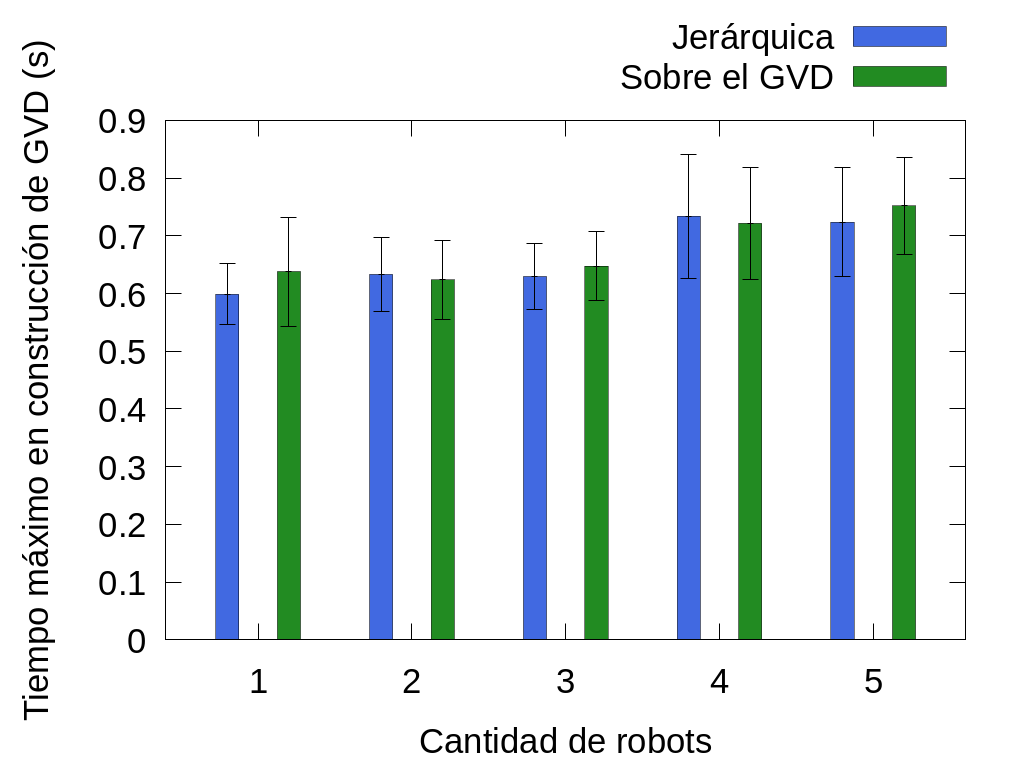 Jerárquica
Sobre el GVD
Tiempo máximo en construcción de GVD (s)
0.9
0.8
0.7
0.6
0.5
0.4
0.3
0.2
0.1
0
1 2 3 4 5
Cantidad de robots